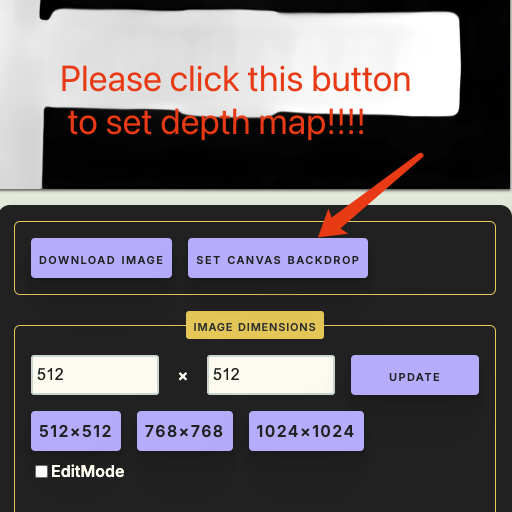 Please click this button
to set depth map!!!!
DOWNLOAD IMAGE
SET CANVAS BACKDROP
IMAGE DIMENSIONS
512 × 512 UPDATE
512×512 768×768 1024×1024
EditMode